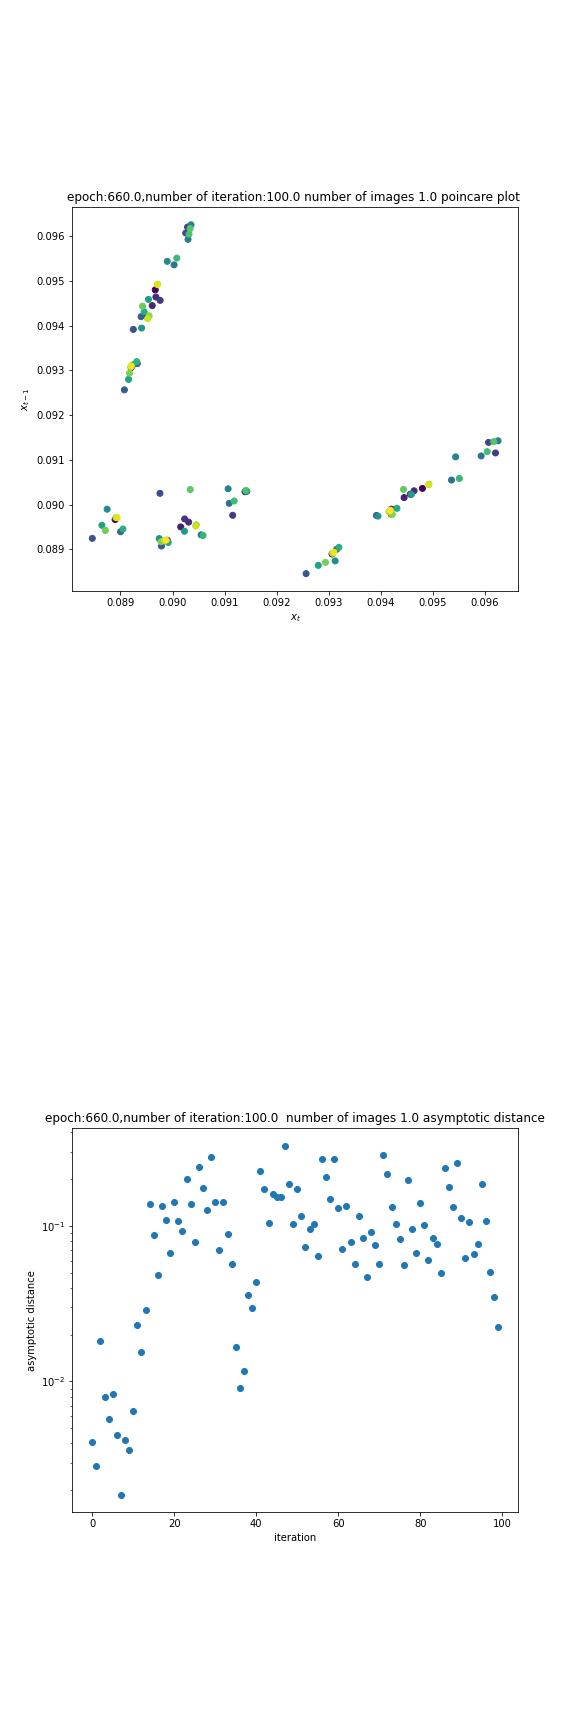 epoch:660.0,number of iteration:100.0 number of images 1.0 poincare plot
0.096
0.095
0.094
0.093
0.092
0.091
0.090
0.089
x_{t-1}
0.089 0.090 0.091 0.092 0.093 0.094 0.095 0.096
x_t
epoch:660.0,number of iteration:100.0  number of images 1.0 asymptotic distance
10^{-1}
10^{-2}
asymptotic distance
0 20 40 60 80 100
iteration